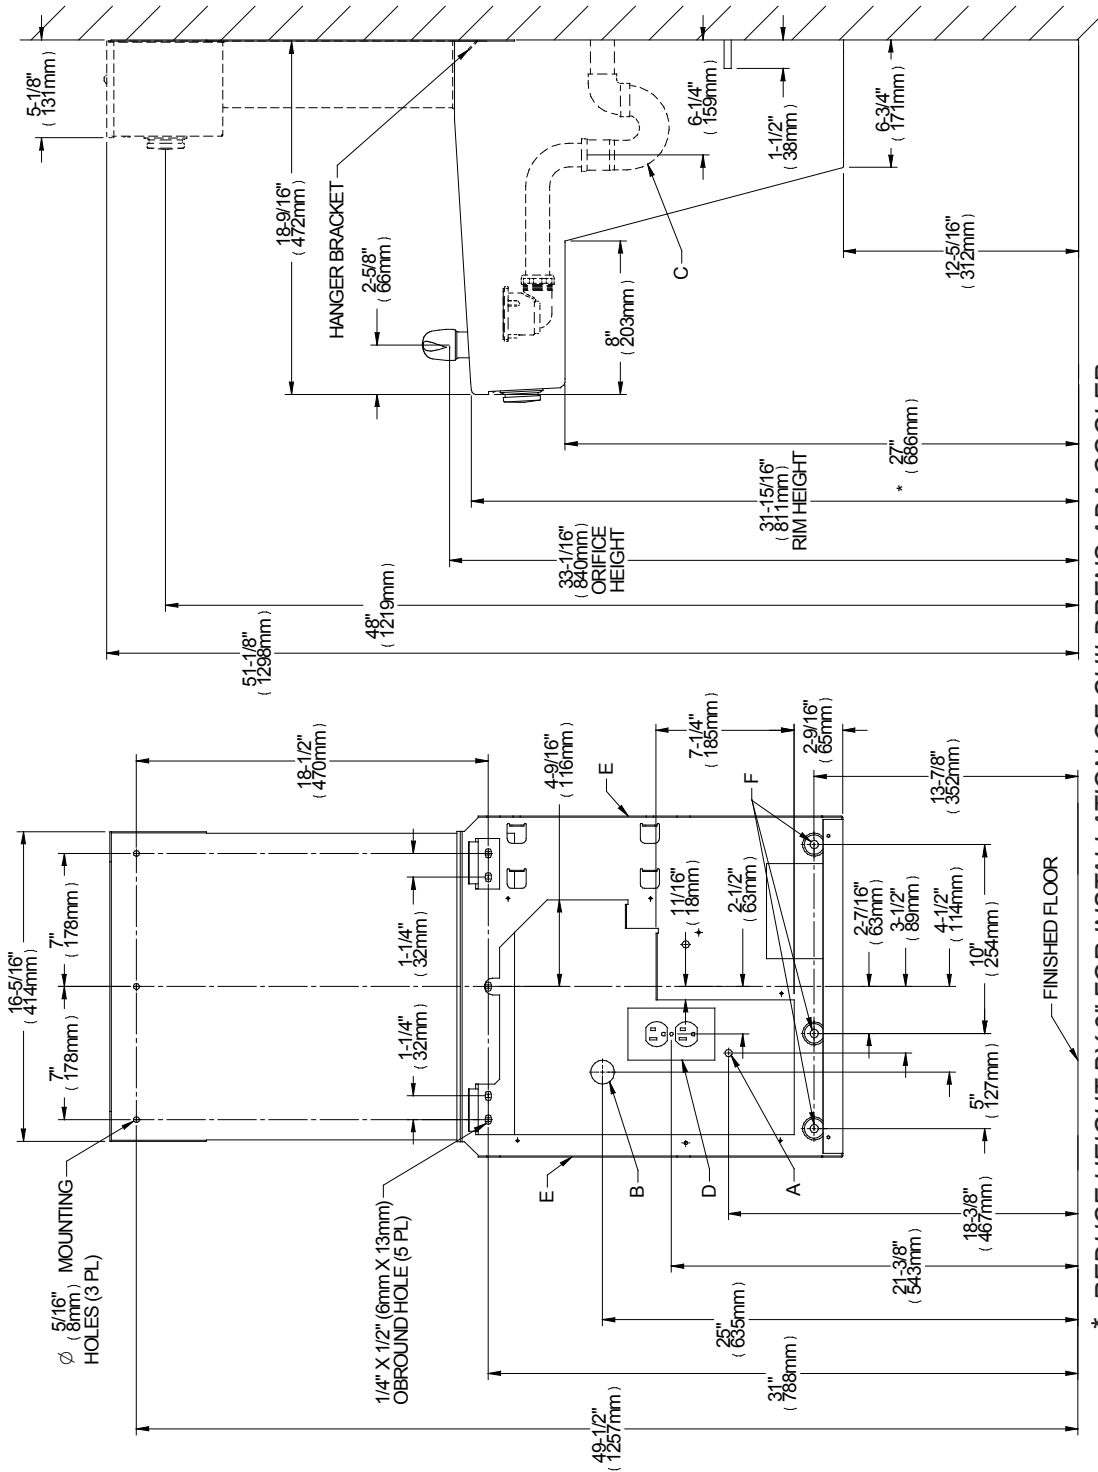 Ø 5/16"
( 8mm ) MOUNTING
HOLES (3 PL)
16-5/16"
( 414mm )
7"
( 178mm )
7"
( 178mm )
18-1/2"
( 470mm )
1/4" X 1/2" (6mm X 13mm)
OBROUND HOLE (5 PL)
1-1/4"
( 32mm )
1-1/4"
( 32mm )
4-9/16"
( 116mm )
E
E
B
D
A
11/16"
( 18mm )
2-1/2"
( 63mm )
7-1/4"
( 185mm )
2-9/16"
( 65mm )
F
2-7/16"
( 63mm )
3-1/2"
( 89mm )
4-1/2"
( 114mm )
13-7/8"
( 352mm )
10"
( 254mm )
5"
( 127mm )
49-1/2"
( 1257mm )
31"
( 788mm )
25"
( 635mm )
21-3/8"
( 543mm )
18-3/8"
( 467mm )
FINISHED FLOOR
51-1/8"
( 1298mm )
48"
( 1219mm )
33-1/16"
( 840mm )
ORIFICE
HEIGHT
31-15/16"
( 811mm )
RIM HEIGHT
* 27"
( 686mm )
5-1/8"
( 131mm )
18-9/16"
( 472mm )
HANGER BRACKET
2-5/8"
( 66mm )
8"
( 203mm )
C
6-1/4"
( 159mm )
1-1/2"
( 38mm )
6-3/4"
( 171mm )
12-5/16"
( 312mm )
* REDUCE HEIGHT BY FOR INSTALLATION OF CHILDRENS ADA COOLER